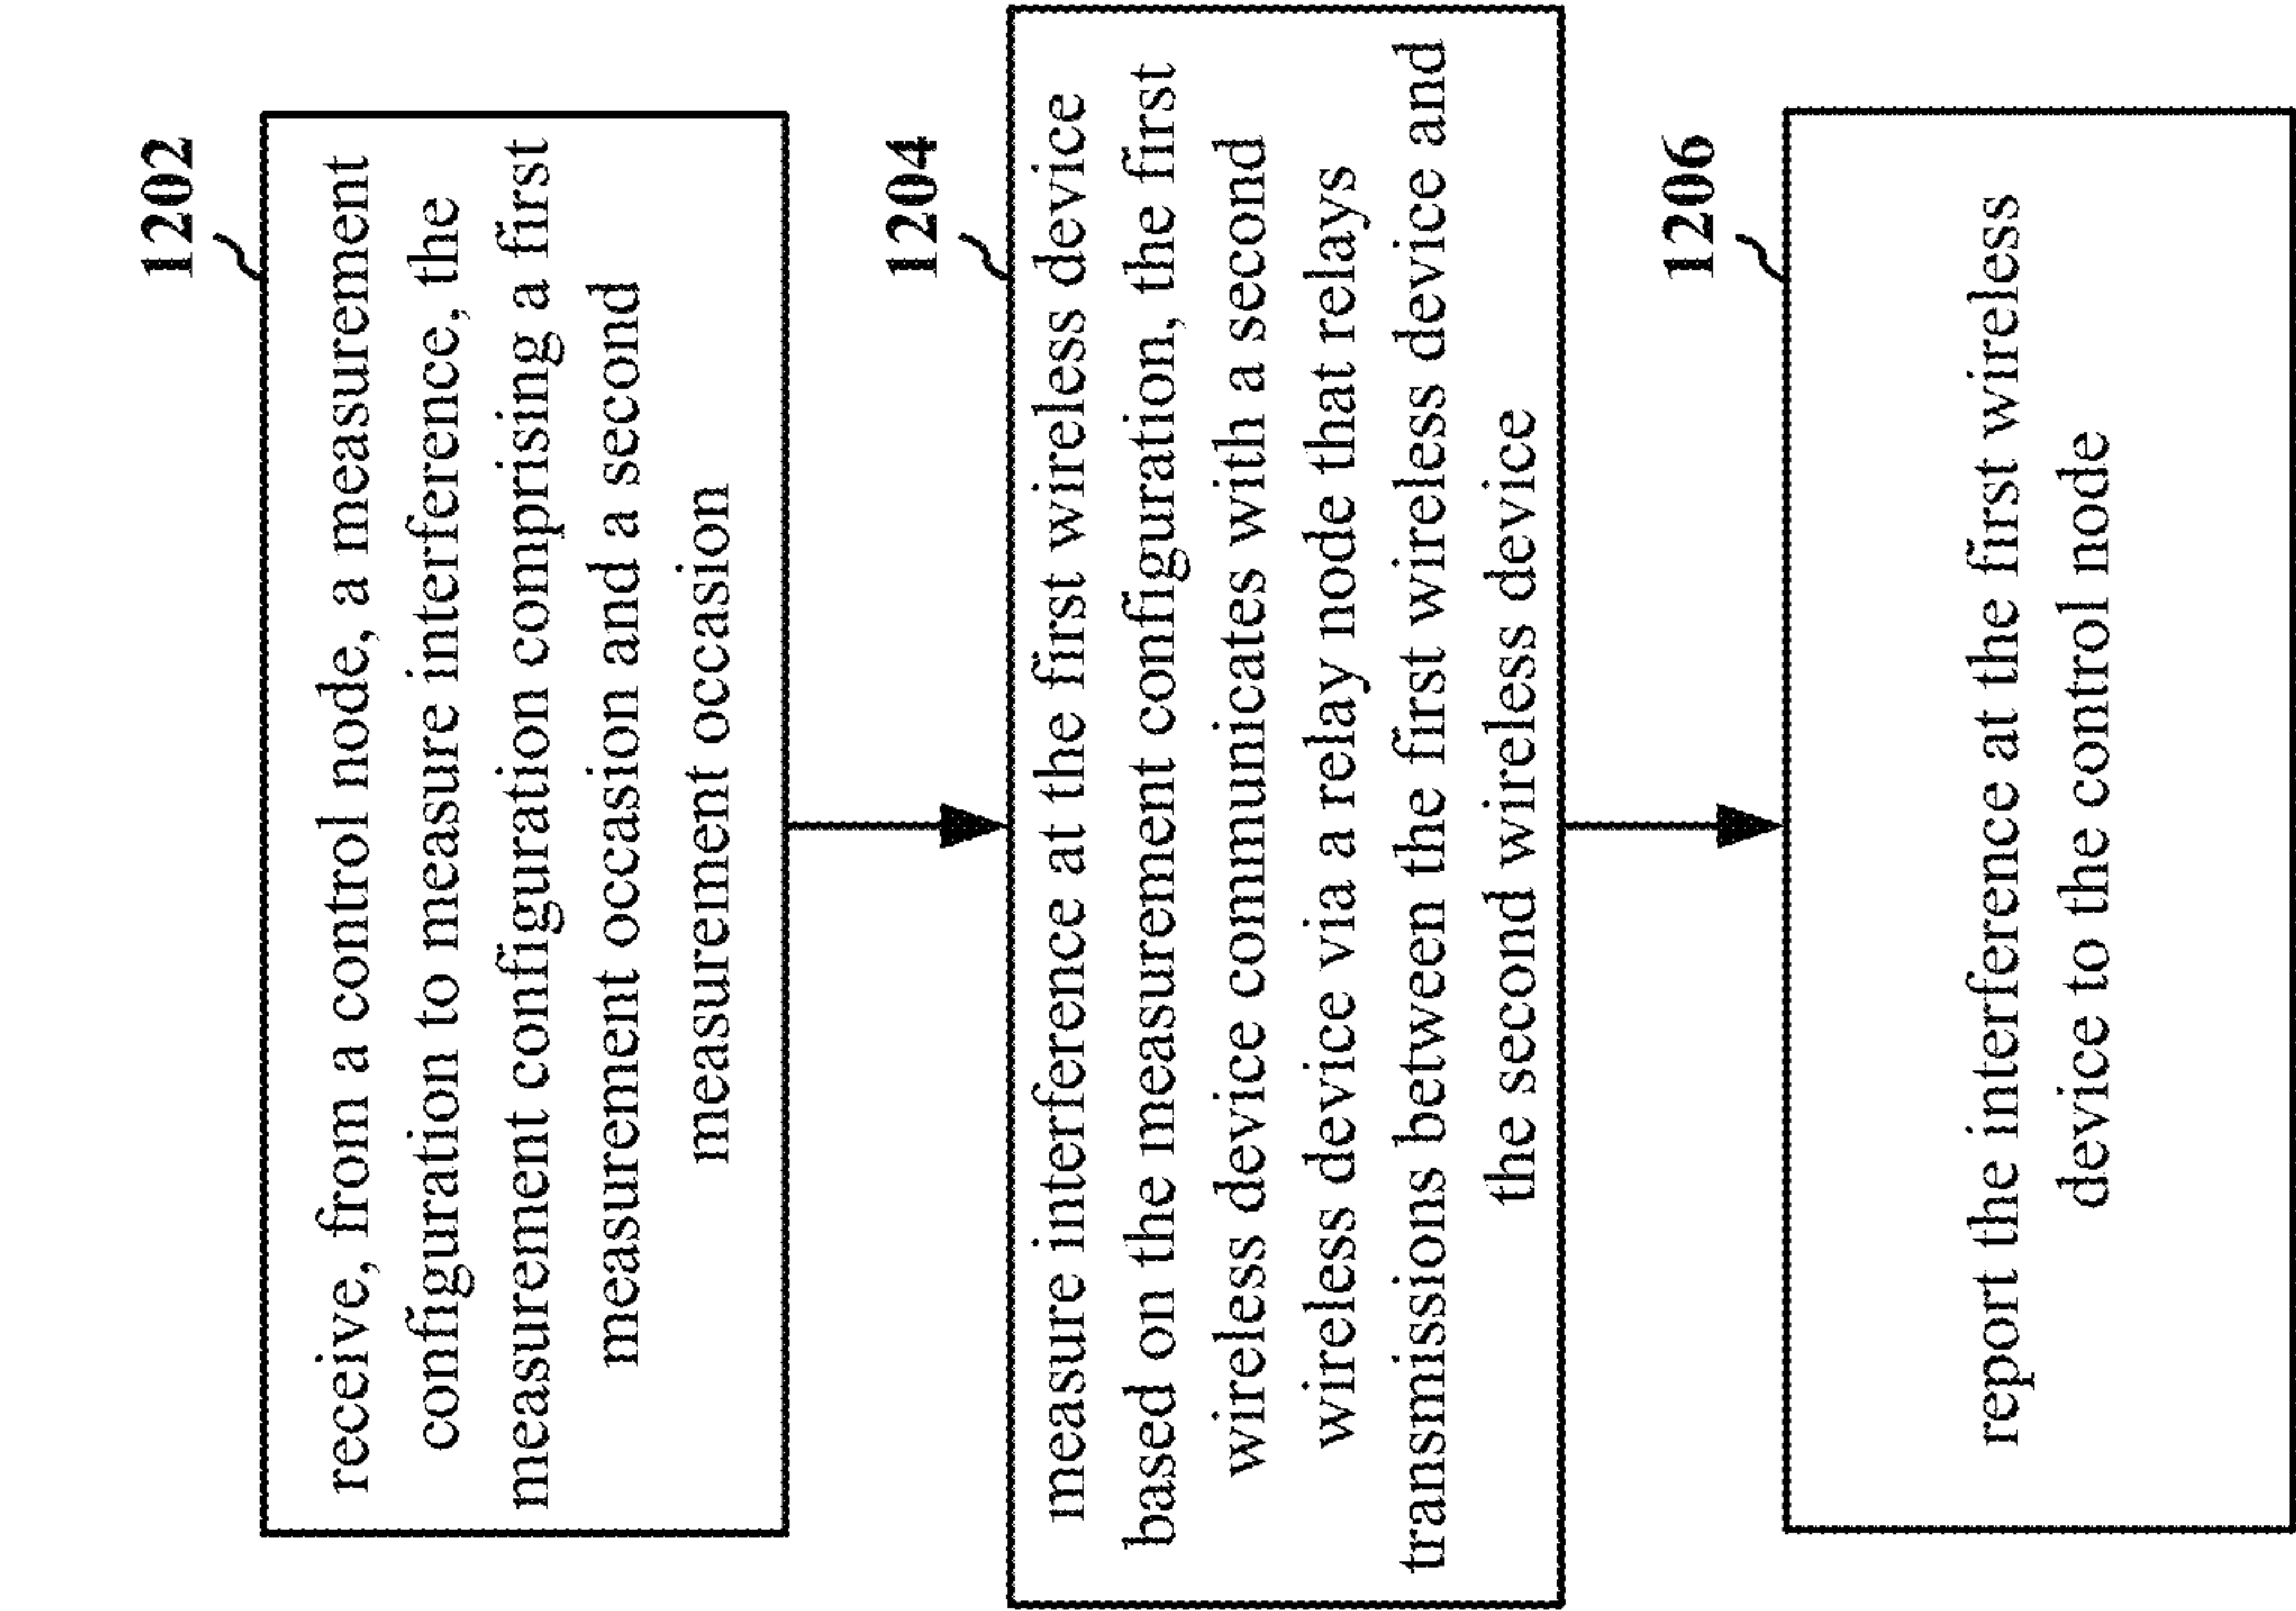 1202
receive, from a control node, a measurement
configuration to measure interference, the
measurement configuration comprising a first
measurement occasion and a second
measurement occasion
1204
measure interference at the first wireless device
based on the measurement configuration, the first
wireless device communicates with a second
wireless device via a relay node that relays
transmissions between the first wireless device and
the second wireless device
1206
report the interference at the first wireless
device to the control node